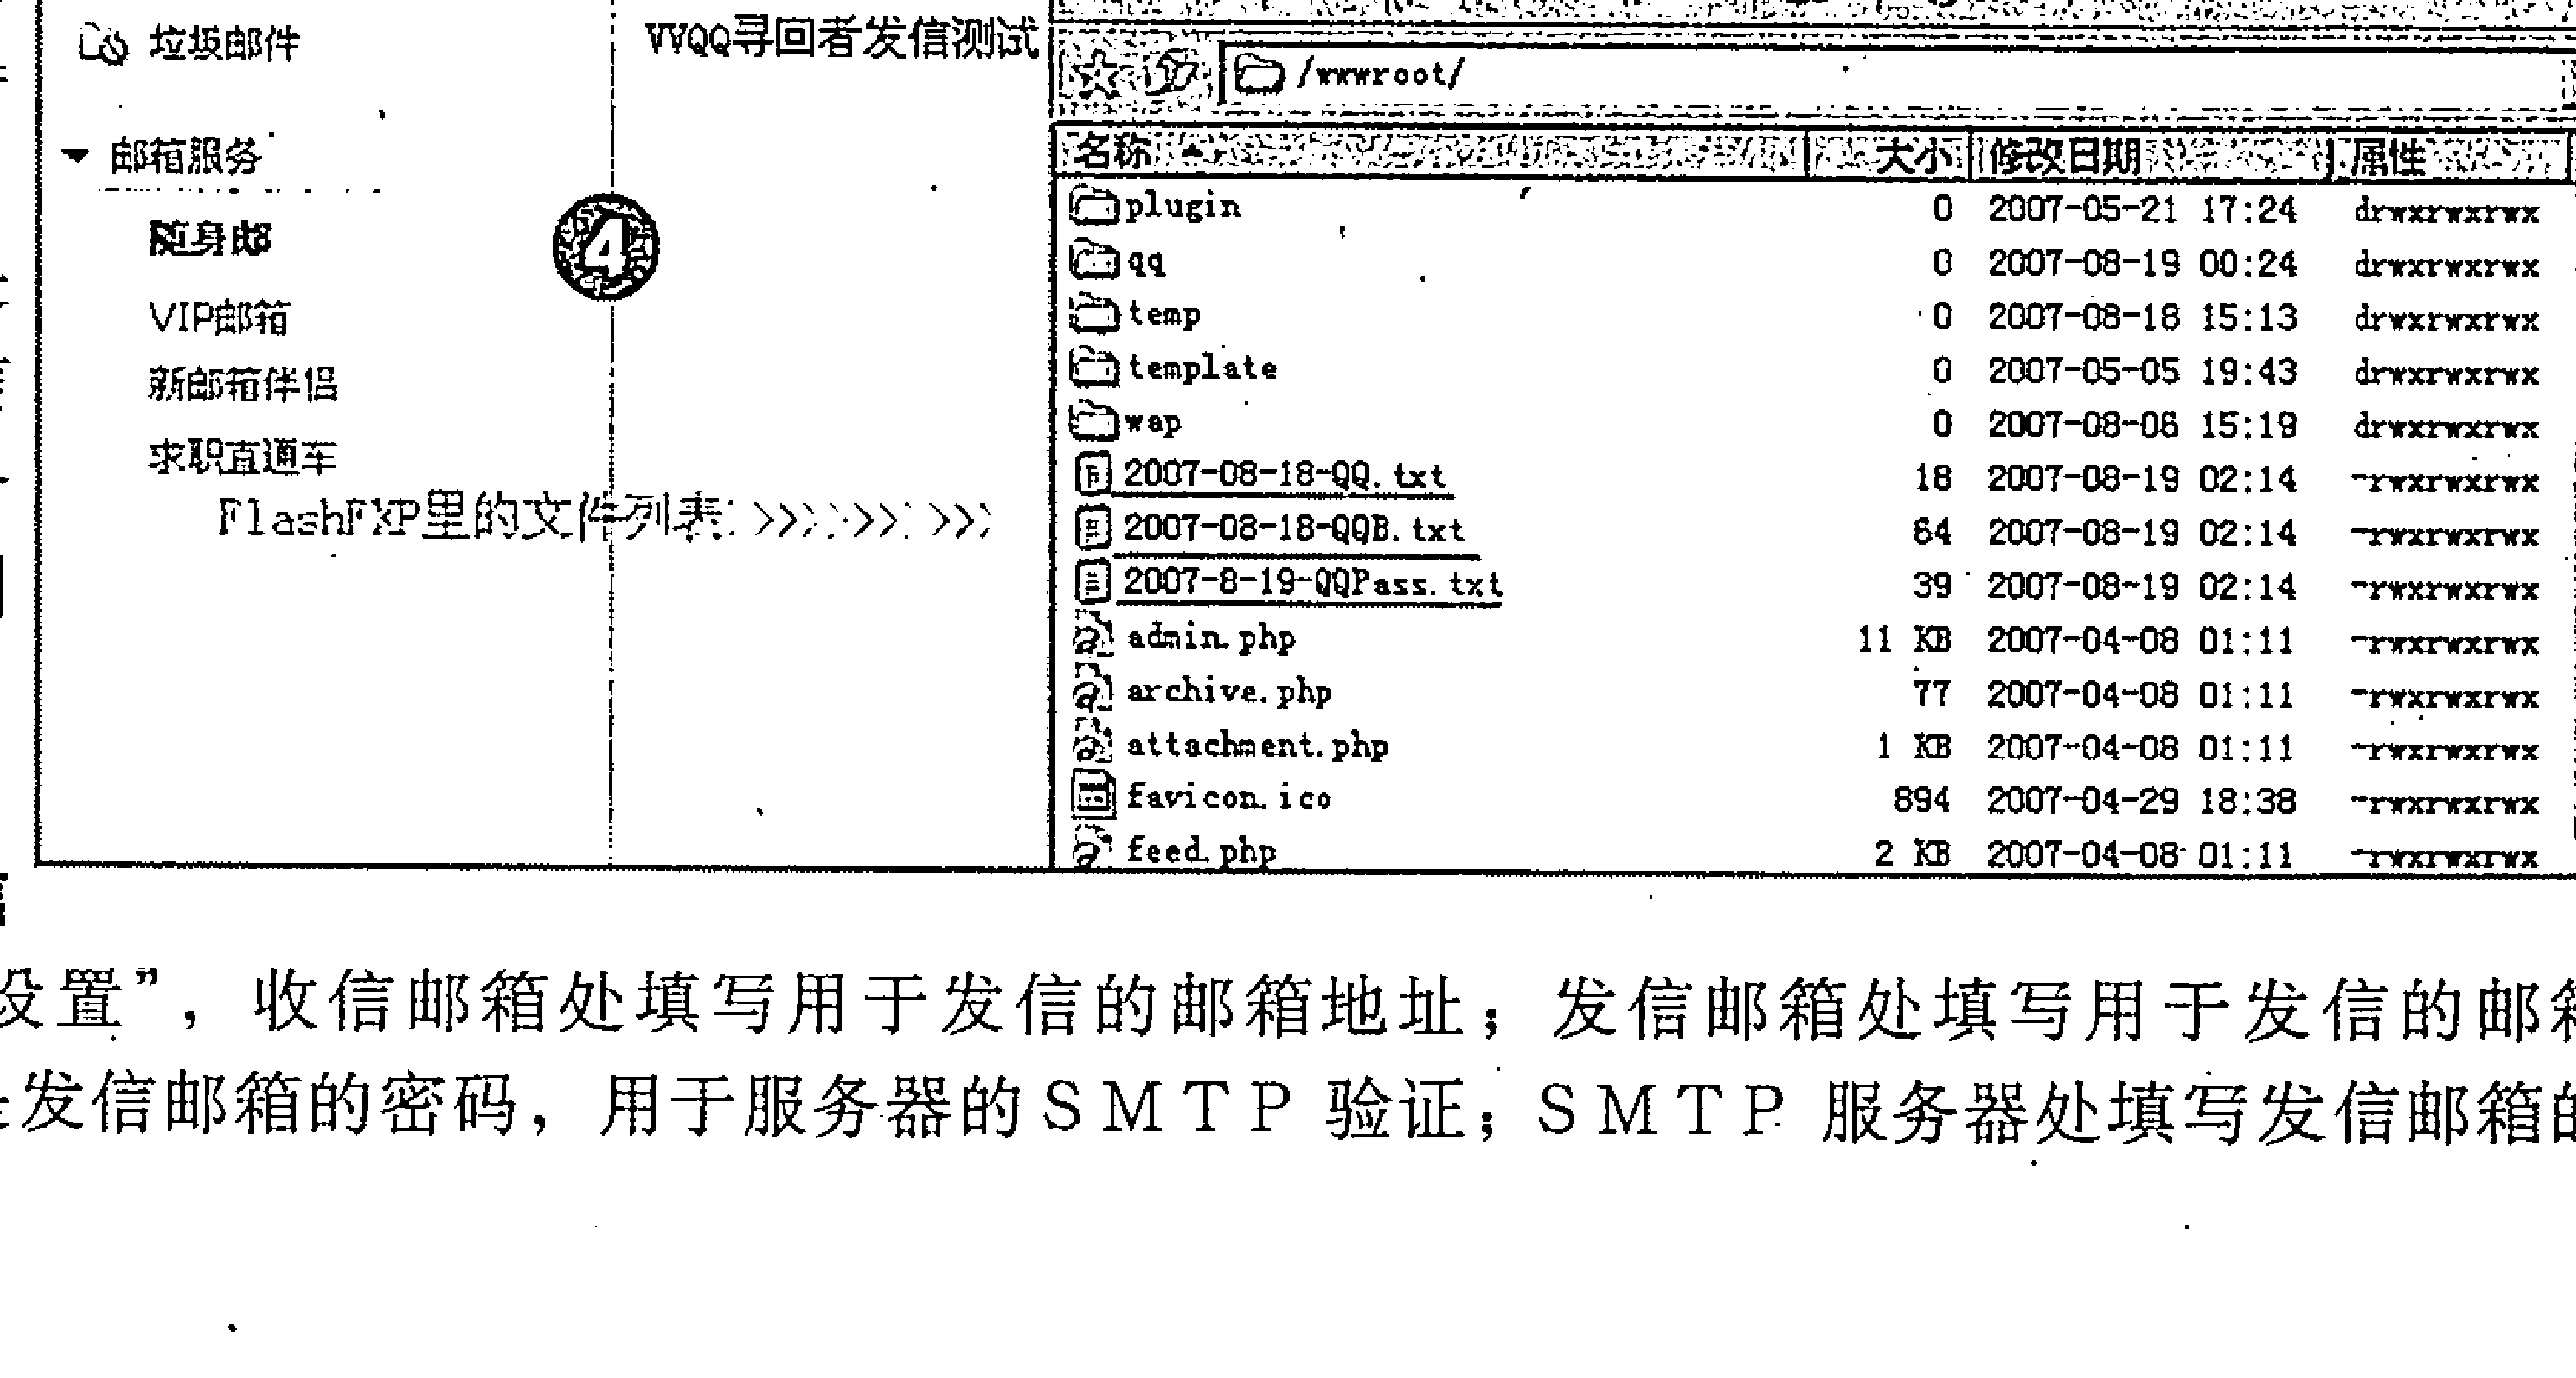 垃圾邮件
VVQQ寻回者发信测试
邮箱服务
随身邮
VIP邮箱
新邮箱伴侣
求职直通车
FlashFXP里的文件列表:>>>>>>>>>
4
/wwwroot/
名称 大小 修改日期 属性
plugin 0 2007-05-21 17:24 drwxrwxrwx
qq 0 2007-08-19 00:24 drwxrwxrwx
temp 0 2007-08-18 15:13 drwxrwxrwx
template 0 2007-05-05 19:43 drwxrwxrwx
wap 0 2007-08-06 15:19 drwxrwxrwx
2007-08-18-QQ.txt 18 2007-08-19 02:14 -rwxrwxrwx
2007-08-18-QQB.txt 64 2007-08-19 02:14 -rwxrwxrwx
2007-8-19-QQPass.txt 39 2007-08-19 02:14 -rwxrwxrwx
admin.php 11 KB 2007-04-08 01:11 -rwxrwxrwx
archive.php 77 2007-04-08 01:11 -rwxrwxrwx
attachment.php 1 KB 2007-04-08 01:11 -rwxrwxrwx
favicon.ico 894 2007-04-29 18:38 -rwxrwxrwx
feed.php 2 KB 2007-04-08 01:11 -rwxrwxrwx
设置”，收信邮箱处填写用于发信的邮箱地址；发信邮箱处填写用于发信的邮箱
发信邮箱的密码，用于服务器的SMTP 验证；SMTP 服务器处填写发信邮箱的